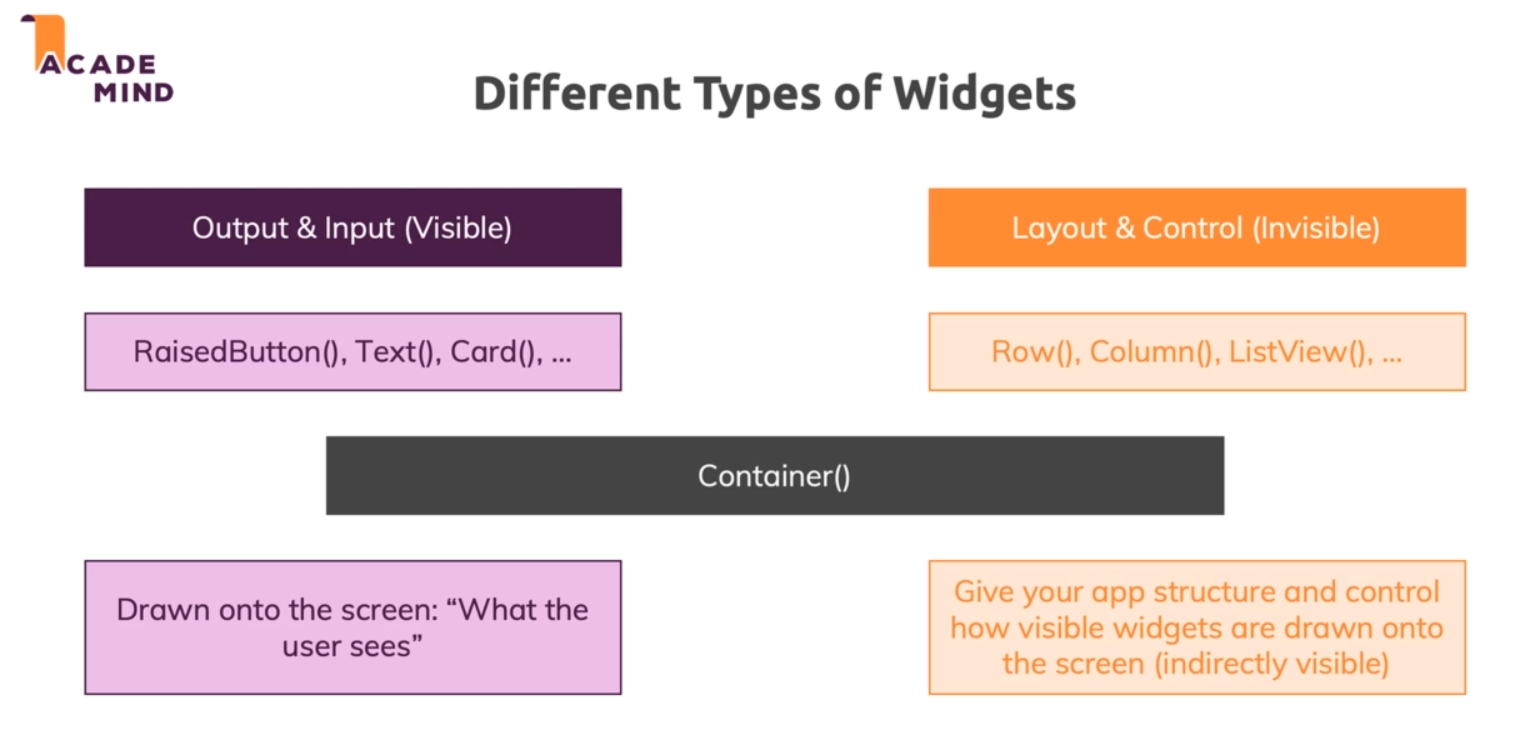 ACADE
MIND
Different Types of Widgets
Output & Input (Visible)
Layout & Control (Invisible)
RaisedButton(), Text(), Card(), ...
Row(), Column(), ListView(), ...
Container()
Drawn onto the screen: “What the
user sees”
Give your app structure and control
how visible widgets are drawn onto
the screen (indirectly visible)